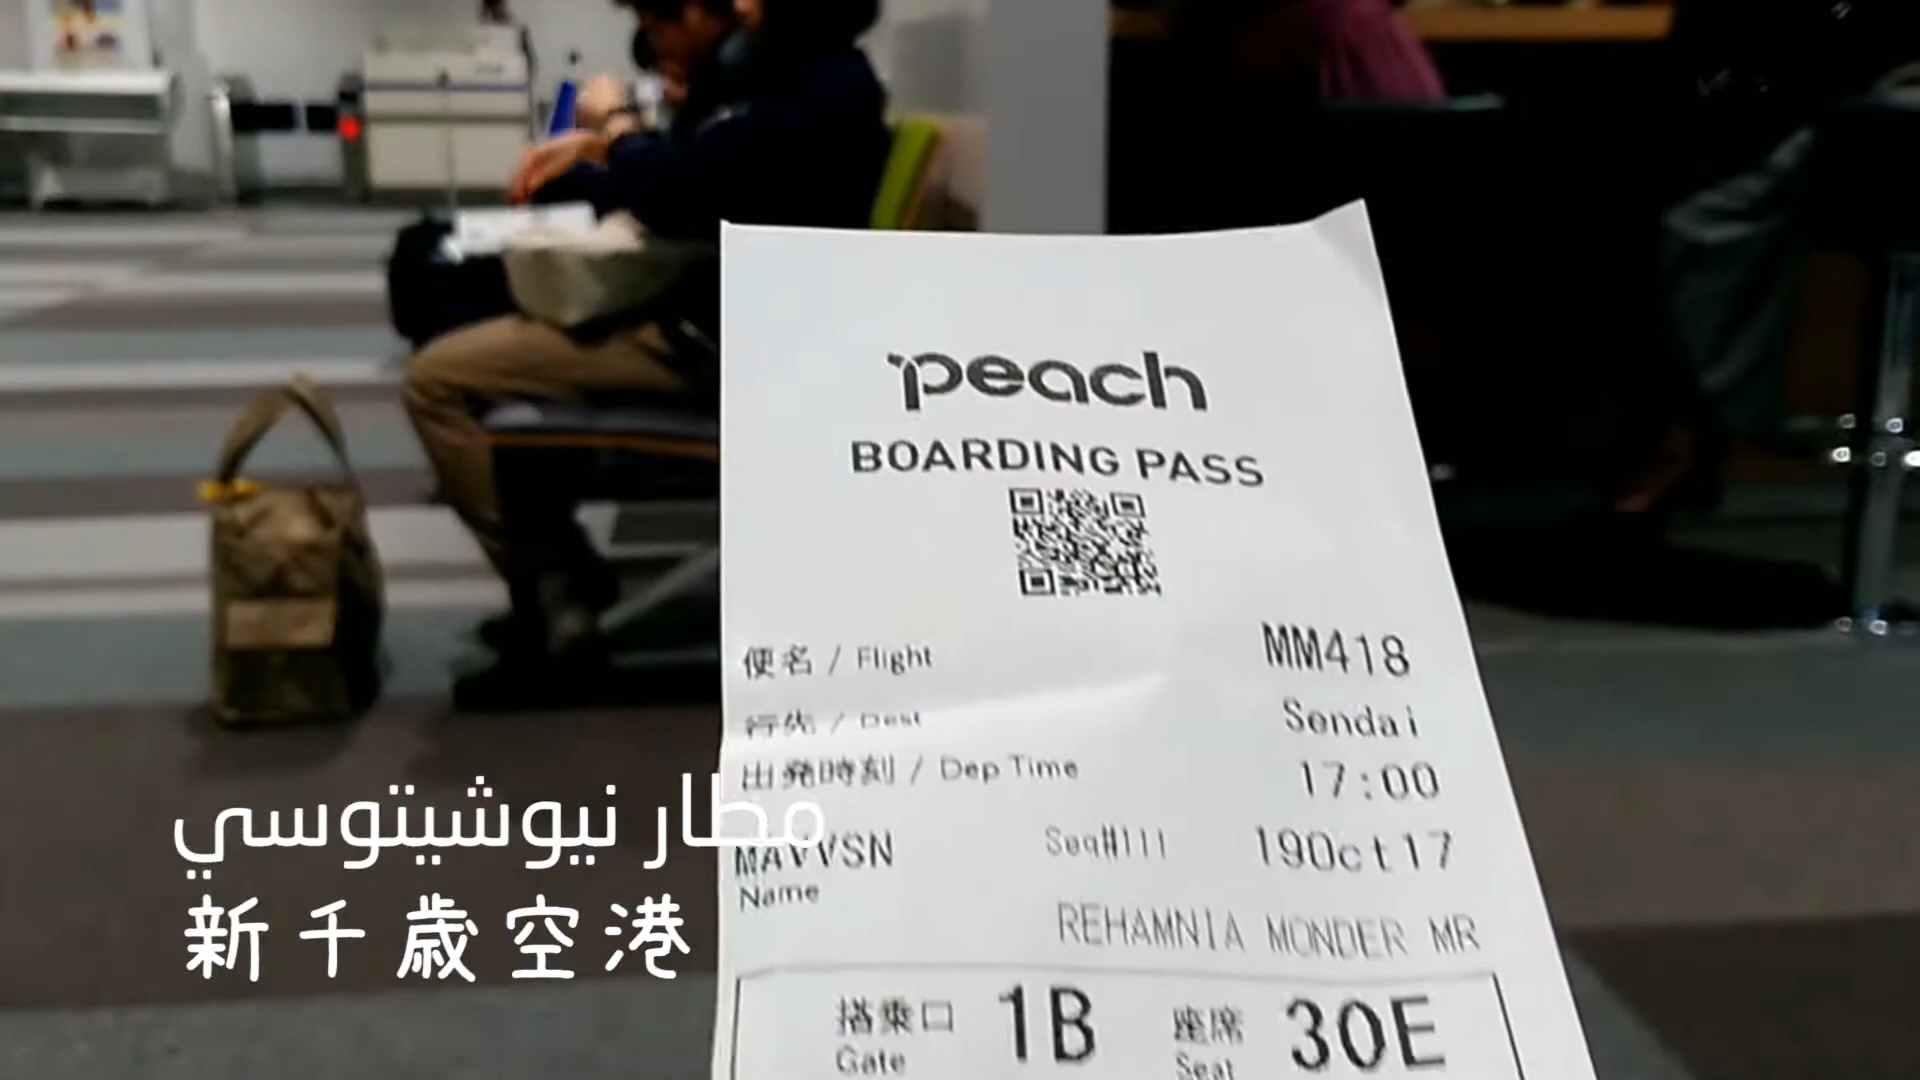 peach
BOARDING PASS
便名 / Flight MM418
行先 / Dest Sendai
出発時刻 / Dep Time 17:00
MAVVSN Seq#111 19Oct17
Name
REHAMNIA MONDER MR
搭乗口 1B 座席 30E
Gate Seat
مطار نيوشيتوسي
新千歳空港